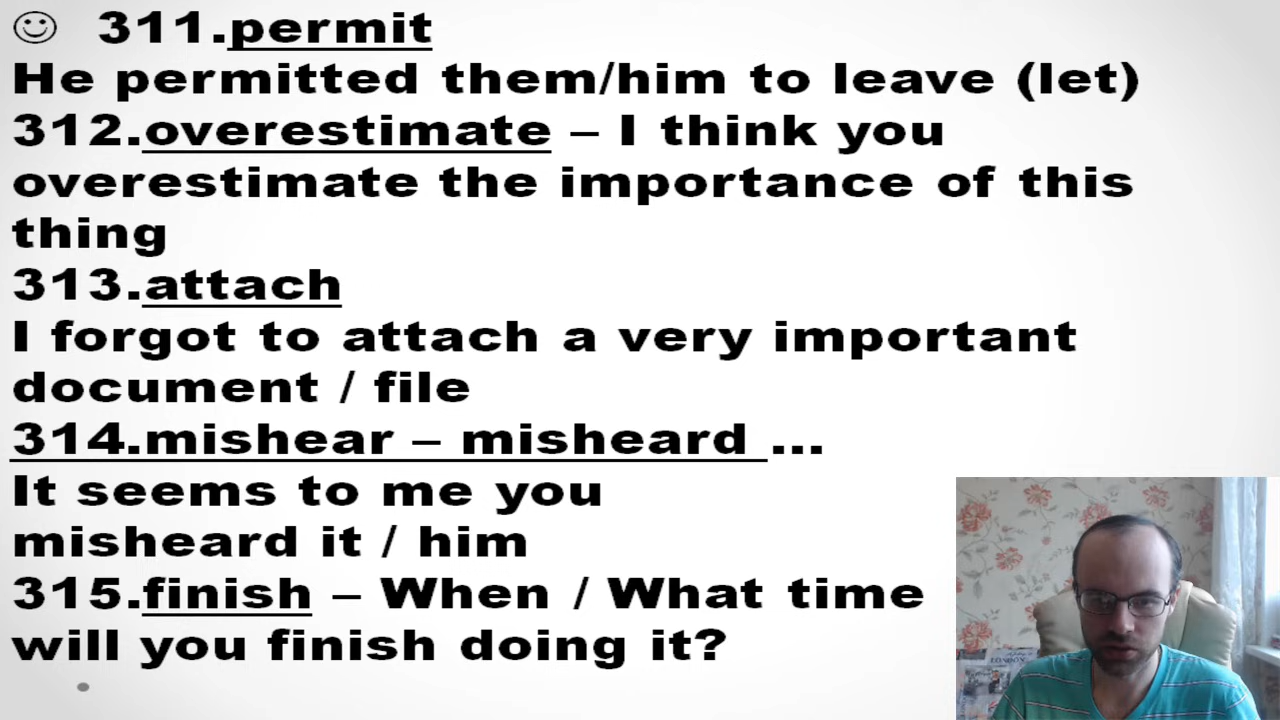 ☺ 311.permit
He permitted them/him to leave (let)
312.overestimate – I think you
overestimate the importance of this
thing
313.attach
I forgot to attach a very important
document / file
314.mishear – misheard ...
It seems to me you
misheard it / him
315.finish – When / What time
will you finish doing it?